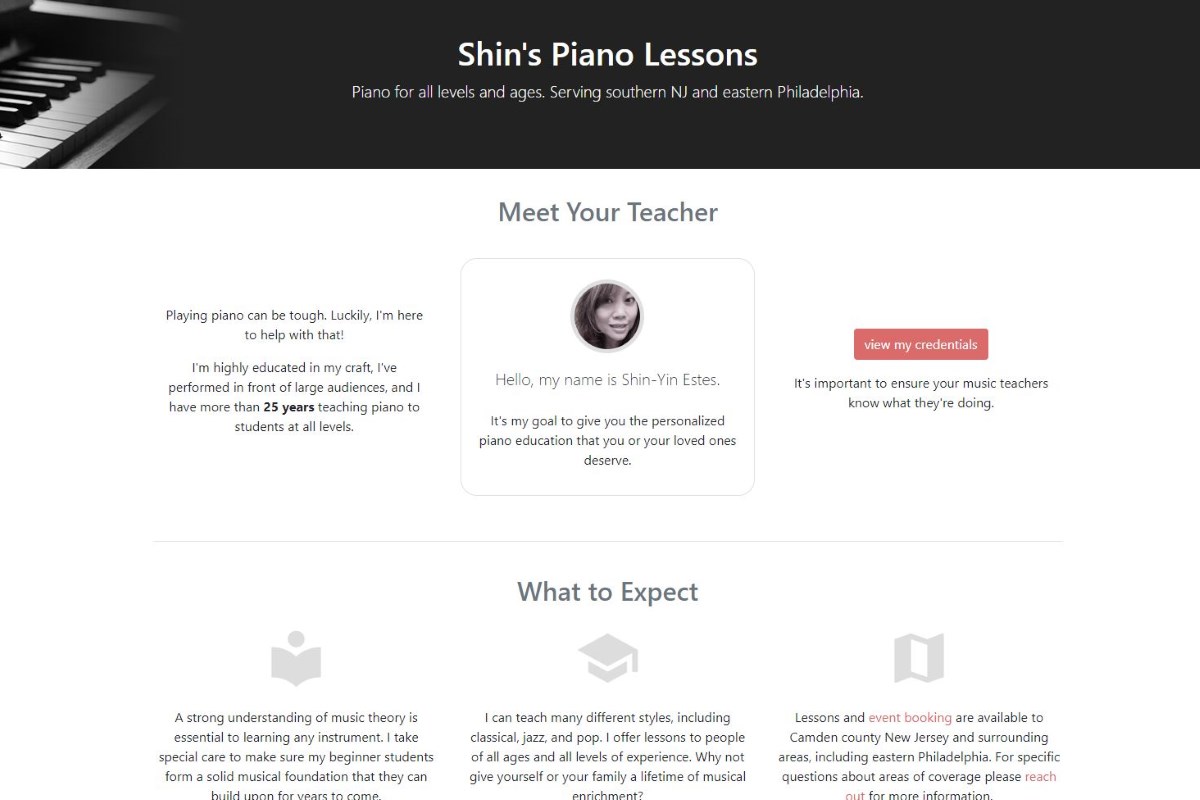 Shin's Piano Lessons
Piano for all levels and ages. Serving southern NJ and eastern Philadelphia.
Meet Your Teacher
Playing piano can be tough. Luckily, I'm here
to help with that!
I'm highly educated in my craft, I've
performed in front of large audiences, and I
have more than 25 years teaching piano to
students at all levels.
Hello, my name is Shin-Yin Estes.
It's my goal to give you the personalized
piano education that you or your loved ones
deserve.
view my credentials
It's important to ensure your music teachers
know what they're doing.
What to Expect
A strong understanding of music theory is
essential to learning any instrument. I take
special care to make sure my beginner students
form a solid musical foundation that they can
build upon for years to come.
I can teach many different styles, including
classical, jazz, and pop. I offer lessons to people
of all ages and all levels of experience. Why not
give yourself or your family a lifetime of musical
enrichment?
Lessons and event booking are available to
Camden county New Jersey and surrounding
areas, including eastern Philadelphia. For specific
questions about areas of coverage please reach
out for more information.